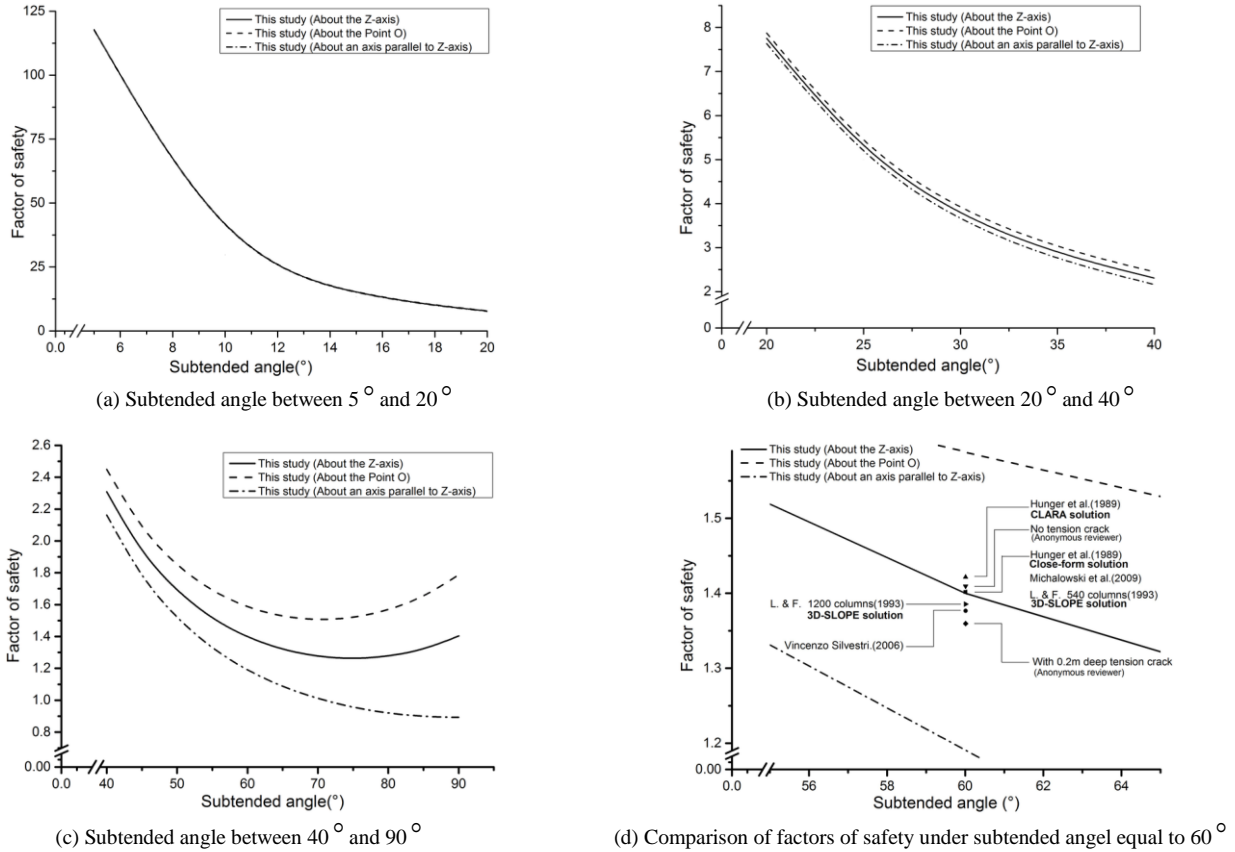 125
100
75
50
25
0
Factor of safety
This study (About the Z-axis)
This study (About the Point O)
This study (About an axis parallel to Z-axis)
0.0 6 8 10 12 14 16 18 20
Subtended angle(°)
(a) Subtended angle between 5° and 20°
8
7
6
5
4
3
2
0
Factor of safety
This study (About the Z-axis)
This study (About the Point O)
This study (About an axis parallel to Z-axis)
0 20 25 30 35 40
Subtended angle(°)
(b) Subtended angle between 20° and 40°
2.6
2.4
2.2
2.0
1.8
1.6
1.4
1.2
1.0
0.8
0.00
Factor of safety
This study (About the Z-axis)
This study (About the Point O)
This study (About an axis parallel to Z-axis)
0.0 40 50 60 70 80 90
Subtended angle(°)
(c) Subtended angle between 40° and 90°
1.5
1.4
1.3
1.2
0.00
Factor of safety
This study (About the Z-axis)
This study (About the Point O)
This study (About an axis parallel to Z-axis)
Hunger et al.(1989)
CLARA solution
No tension crack
(Anonymous reviewer)
Hunger et al.(1989)
Close-form solution
Michalowski et al.(2009)
L. & F. 540 columns(1993)
3D-SLOPE solution
L. & F. 1200 columns(1993)
3D-SLOPE solution
Vincenzo Silvestri.(2006)
With 0.2m deep tension crack
(Anonymous reviewer)
0.0 56 58 60 62 64
Subtended angle (°)
(d) Comparison of factors of safety under subtended angel equal to 60°